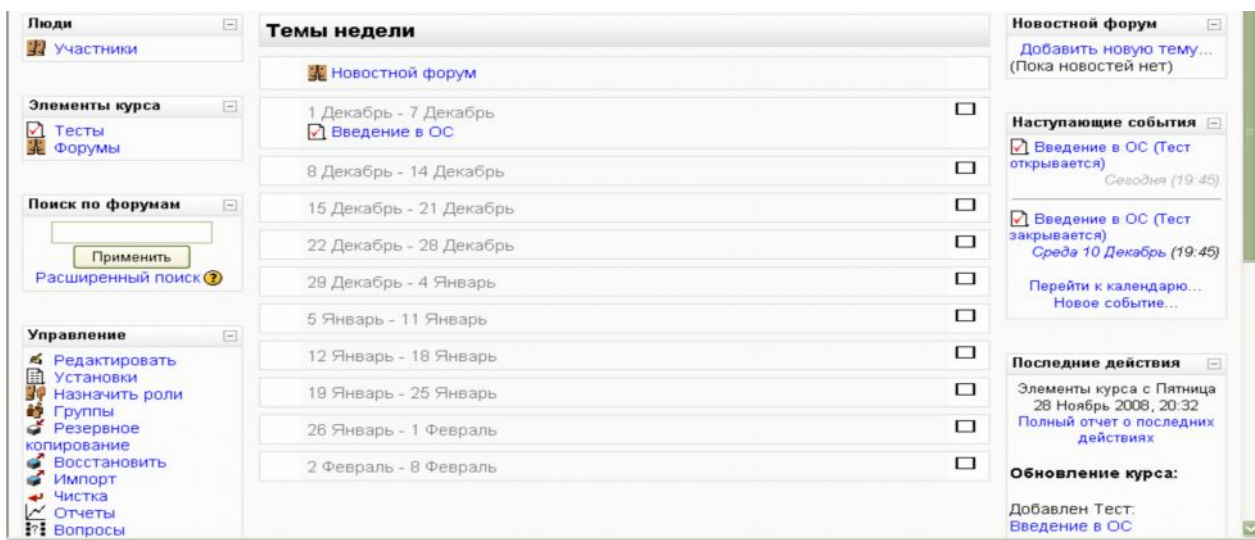 Люди
Участники
Элементы курса
Тесты
Форумы
Поиск по форумам
Применить
Расширенный поиск
Управление
Редактировать
Установки
Назначить роли
Группы
Резервное
копирование
Восстановить
Импорт
Чистка
Отчеты
Вопросы
Темы недели
Новостной форум
1 Декабрь - 7 Декабрь
Введение в ОС
8 Декабрь - 14 Декабрь
15 Декабрь - 21 Декабрь
22 Декабрь - 28 Декабрь
29 Декабрь - 4 Январь
5 Январь - 11 Январь
12 Январь - 18 Январь
19 Январь - 25 Январь
26 Январь - 1 Февраль
2 Февраль - 8 Февраль
Новостной форум
Добавить новую тему...
(Пока новостей нет)
Наступающие события
Введение в ОС (Тест
открывается)
Сегодня (19:45)
Введение в ОС (Тест
закрывается)
Среда 10 Декабрь (19:45)
Перейти к календарю...
Новое событие...
Последние действия
Элементы курса с Пятница
28 Ноябрь 2008, 20:32
Полный отчет о последних
действиях
Обновление курса:
Добавлен Тест:
Введение в ОС